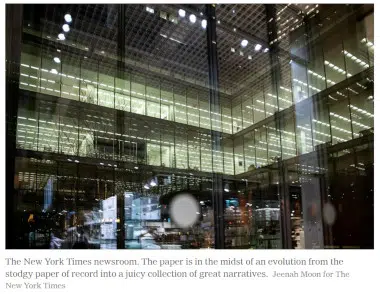 The New York Times newsroom. The paper is in the midst of an evolution from the
stodgy paper of record into a juicy collection of great narratives. Jeenah Moon for The
New York Times